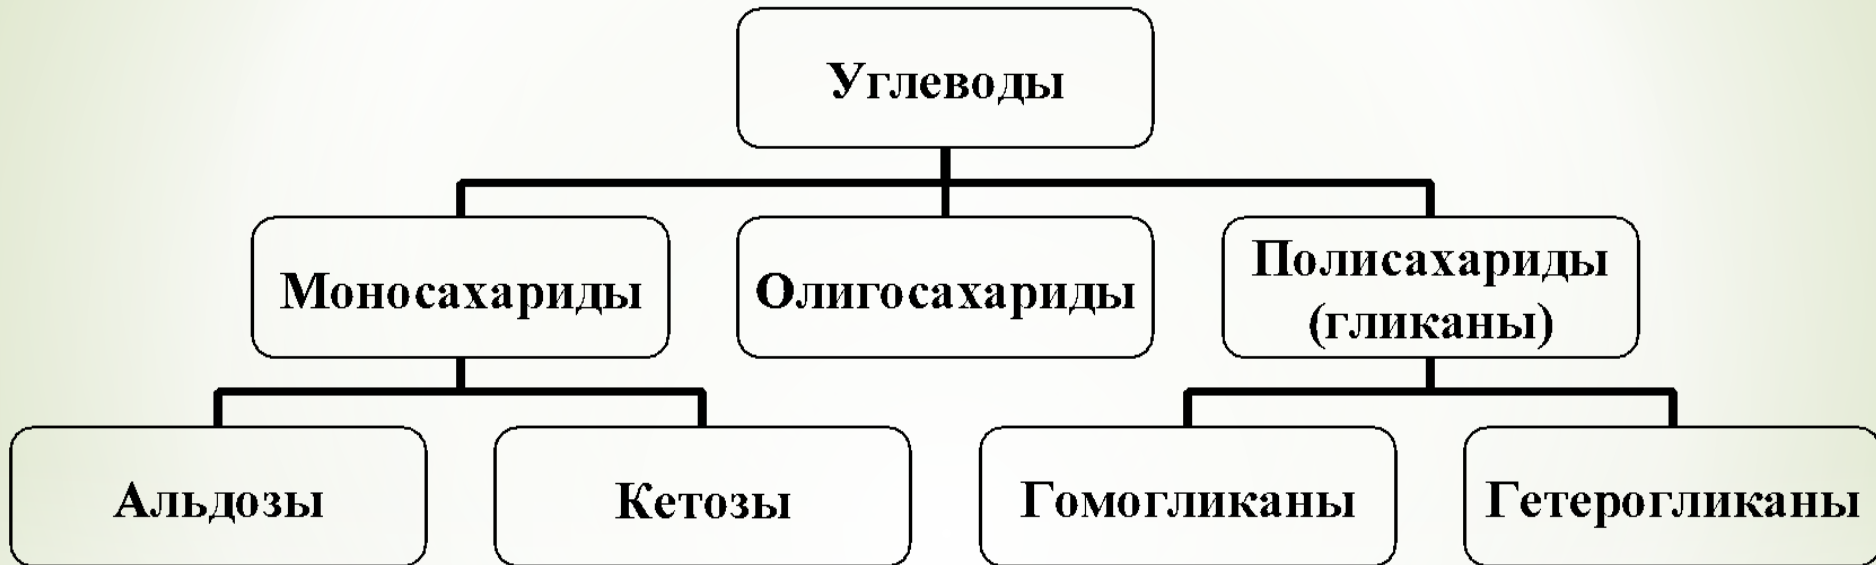 Углеводы
Моносахариды
Олигосахариды
Полисахариды
(гликаны)
Альдозы
Кетозы
Гомогликаны
Гетерогликаны